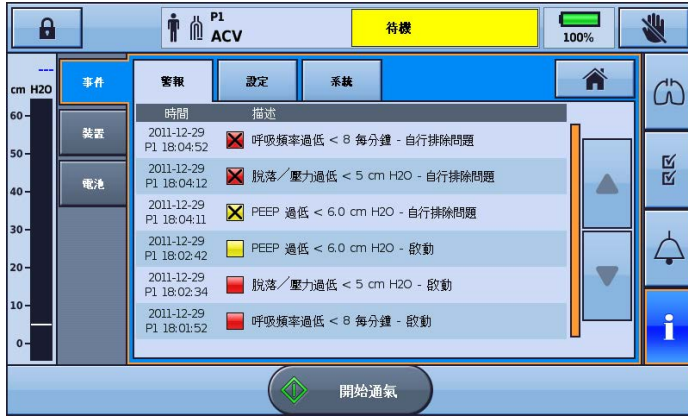 P1
ACV
待機
100%
---
cm H2O
60
50
40
30
20
10
0
事件
裝置
電池
警報
設定
系統
時間 描述
2011-12-29
P1 18:04:52
呼吸頻率過低 < 8 每分鐘 - 自行排除問題
2011-12-29
P1 18:04:12
脫落／壓力過低 < 5 cm H2O - 自行排除問題
2011-12-29
P1 18:04:11
PEEP 過低 < 6.0 cm H2O - 自行排除問題
2011-12-29
P1 18:02:42
PEEP 過低 < 6.0 cm H2O - 啟動
2011-12-29
P1 18:02:34
脫落／壓力過低 < 5 cm H2O - 啟動
2011-12-29
P1 18:01:52
呼吸頻率過低 < 8 每分鐘 - 啟動
i
開始通氣